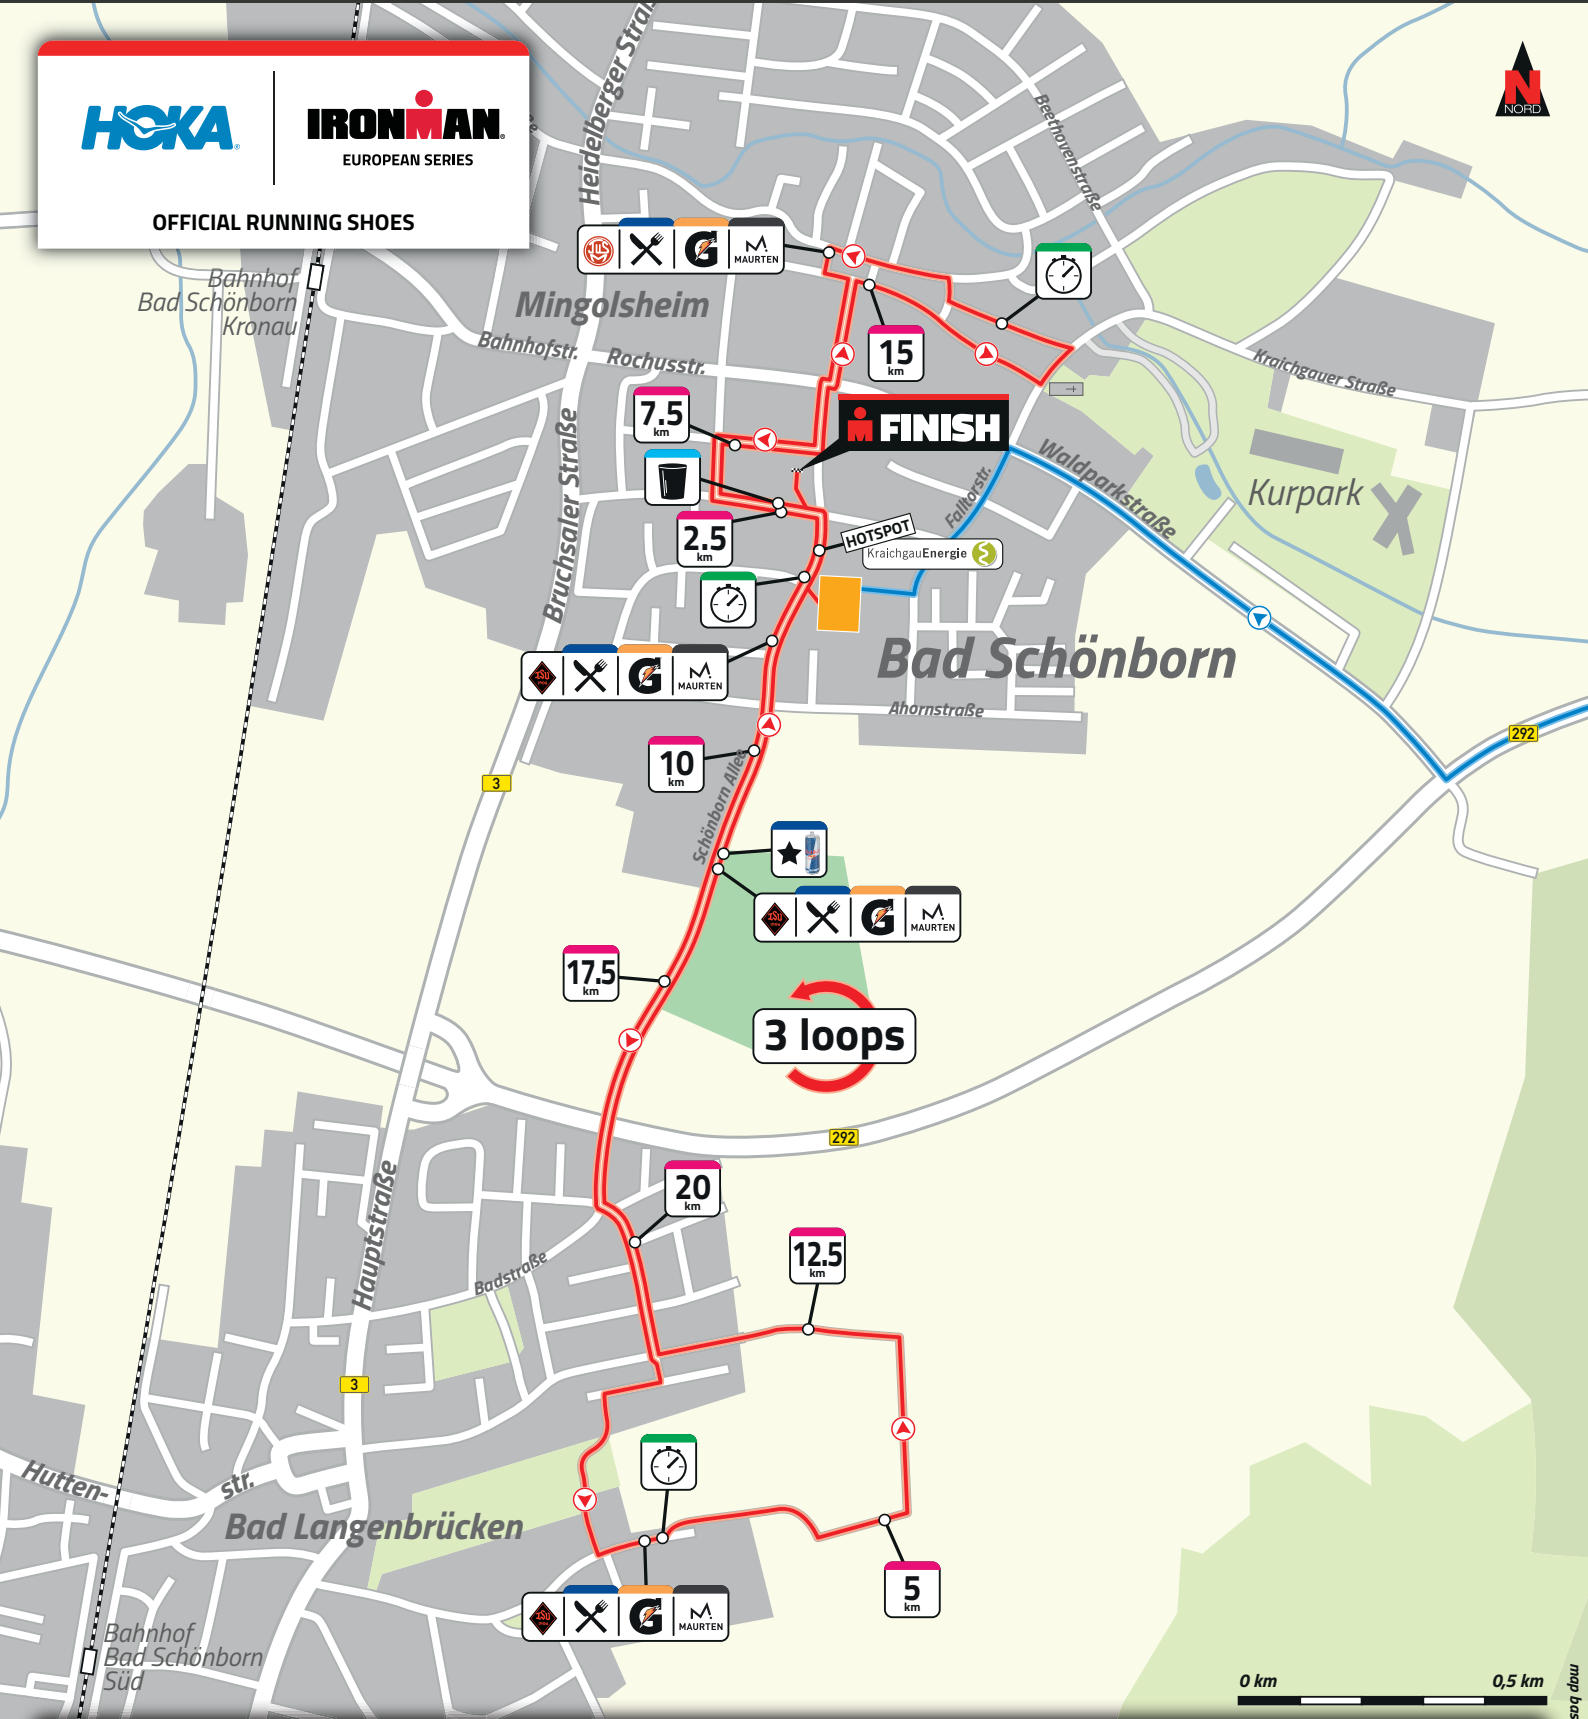 HOKA
IRONMAN
EUROPEAN SERIES
OFFICIAL RUNNING SHOES
N
NORD
Heidelberger Straß
Beethovenstraße
Bahnhof
Bad Schönborn
Kronau
MAURTEN
Mingolsheim
Bahnhofstr.
Rochusstr.
15
km
Kraichgauer Straße
7.5
km
FINISH
Bruchsaler Straße
Waldparkstraße
Kurpark
Falltorstr.
2.5
km
HOTSPOT
KraichgauEnergie
Bad Schönborn
MAURTEN
Ahornstraße
292
10
km
3
Schönborn Allee
MAURTEN
17.5
km
3 loops
292
Hauptstraße
20
km
Badstraße
12.5
km
3
Hutten-
str.
Bad Langenbrücken
5
km
MAURTEN
Bahnhof
Bad Schönborn
Süd
0 km
0,5 km
map bas